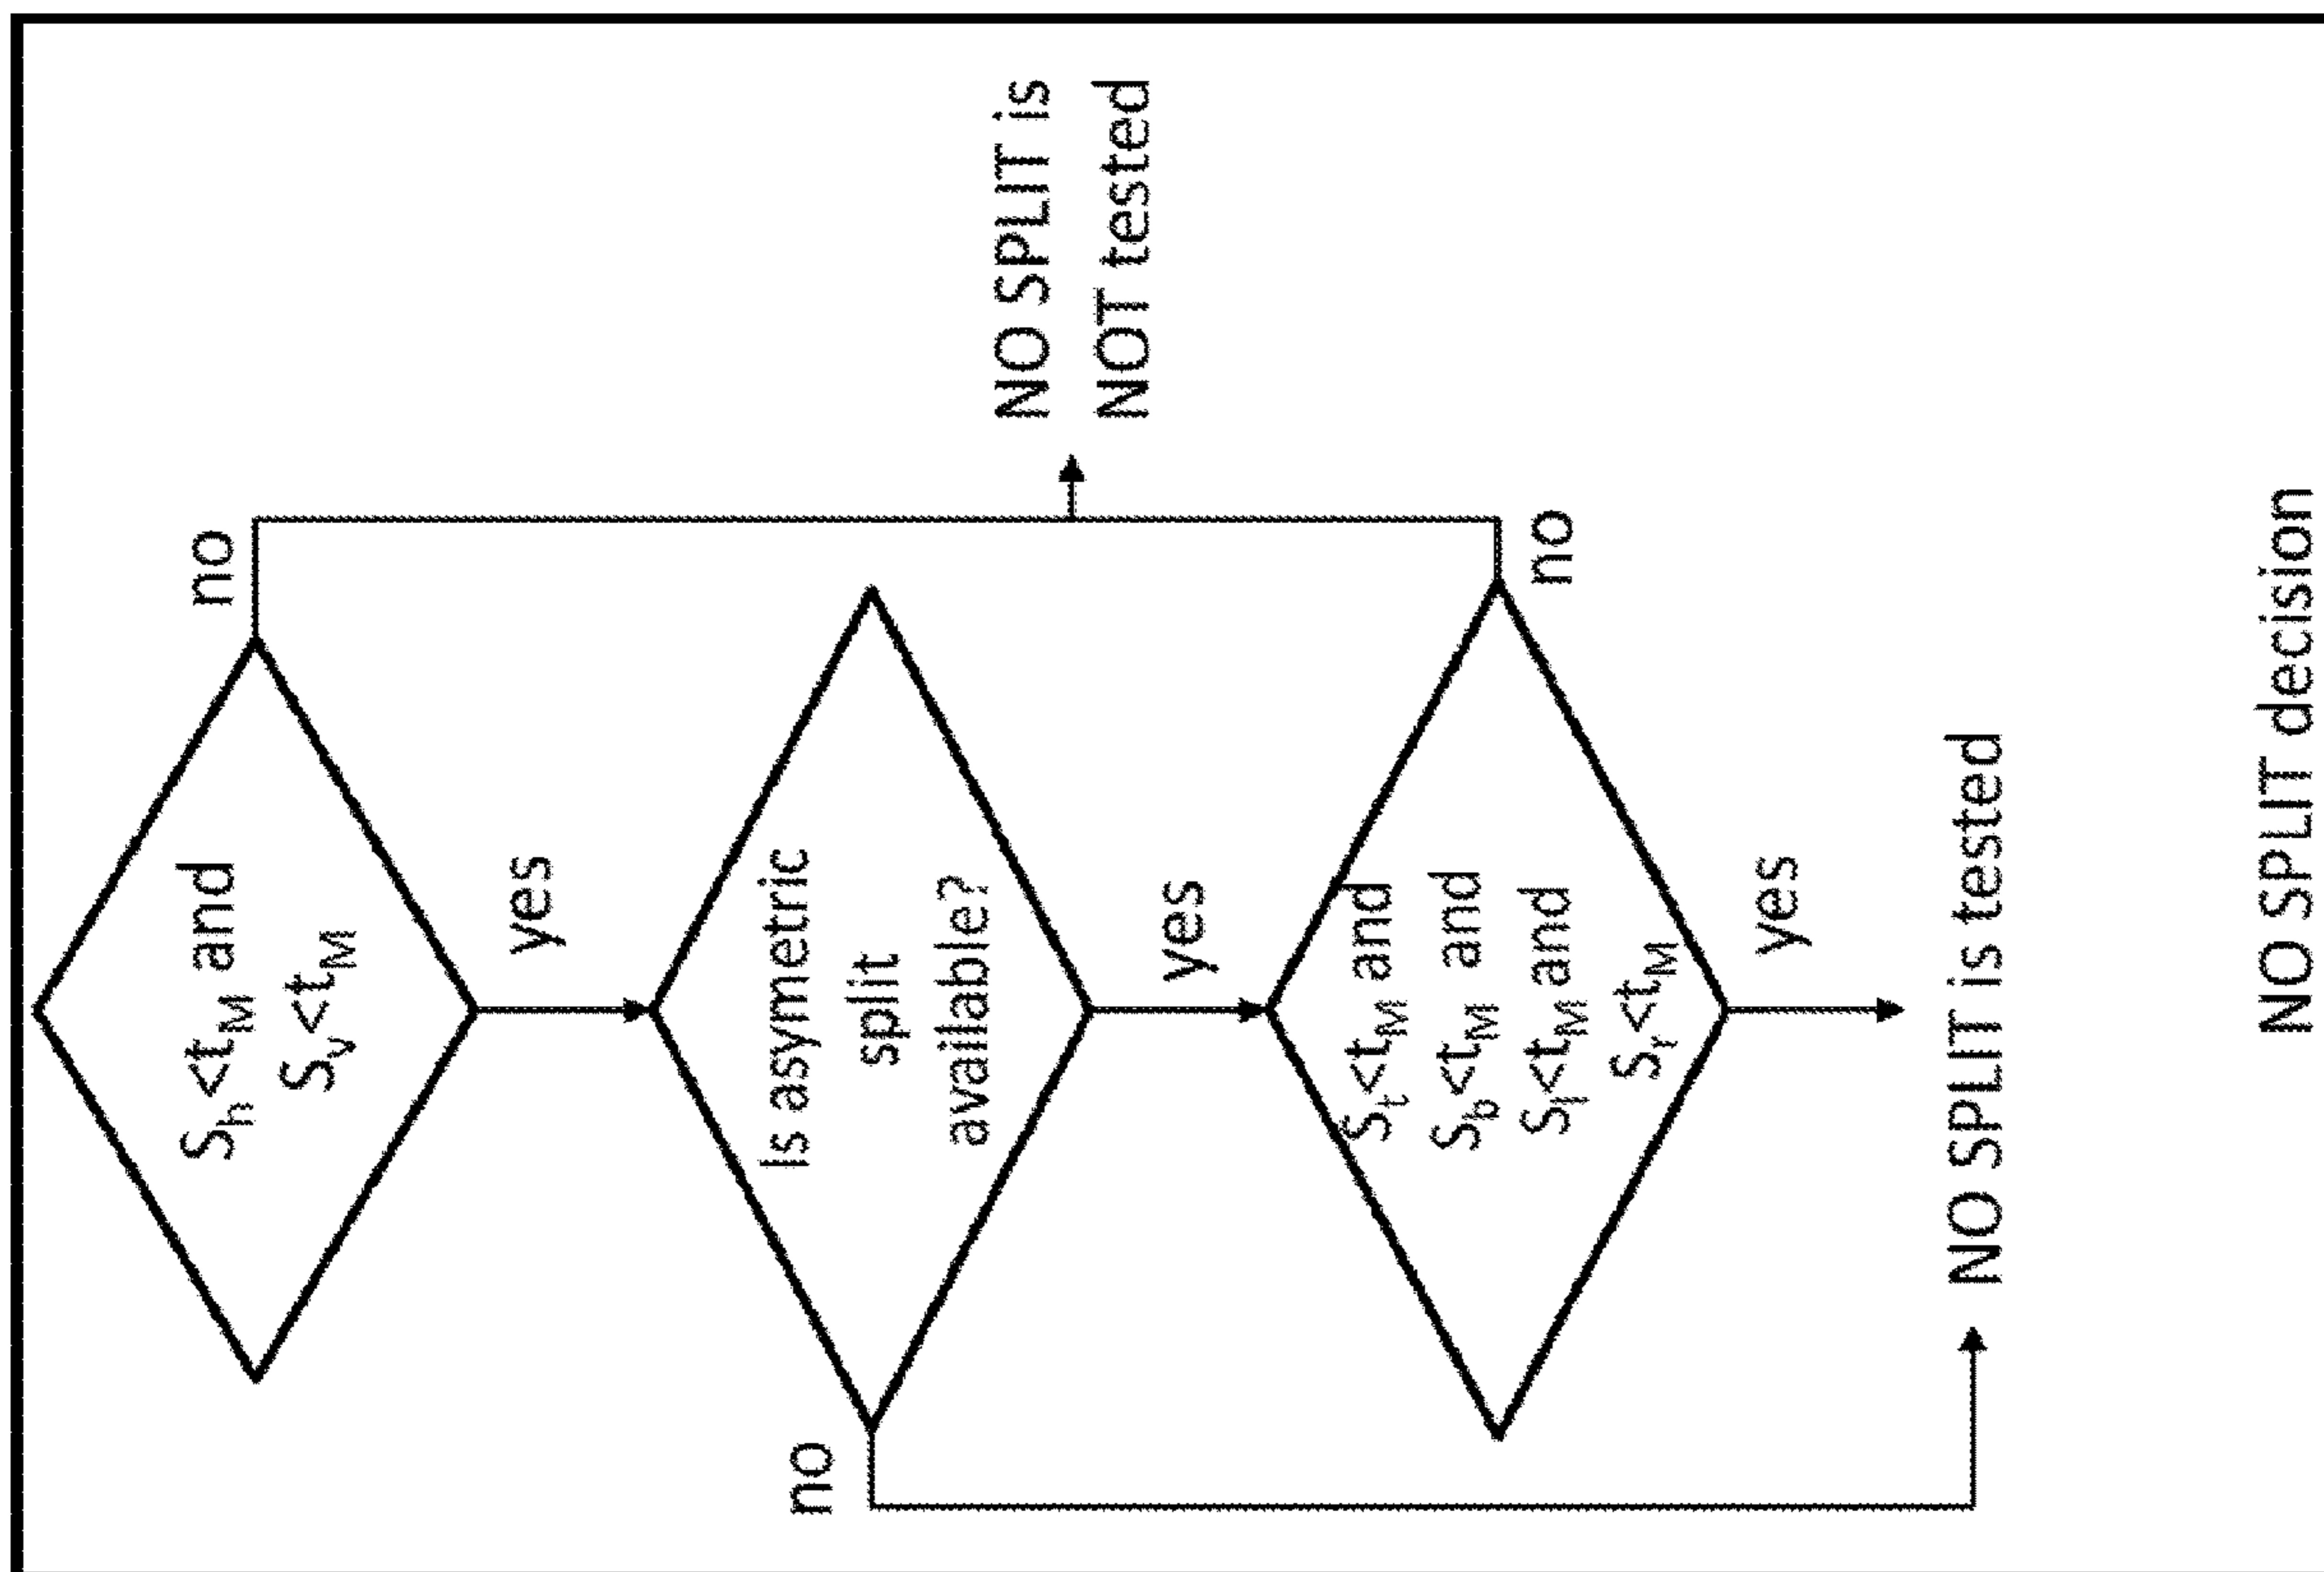 S_h<t_M and
S_v<t_M
no
yes
Is asymetric
split
available?
no
yes
S_t<t_M and
S_b<t_M and
S_l<t_M and
S_r<t_M
no
yes
NO SPLIT is
NOT tested
NO SPLIT is tested
NO SPLIT decision